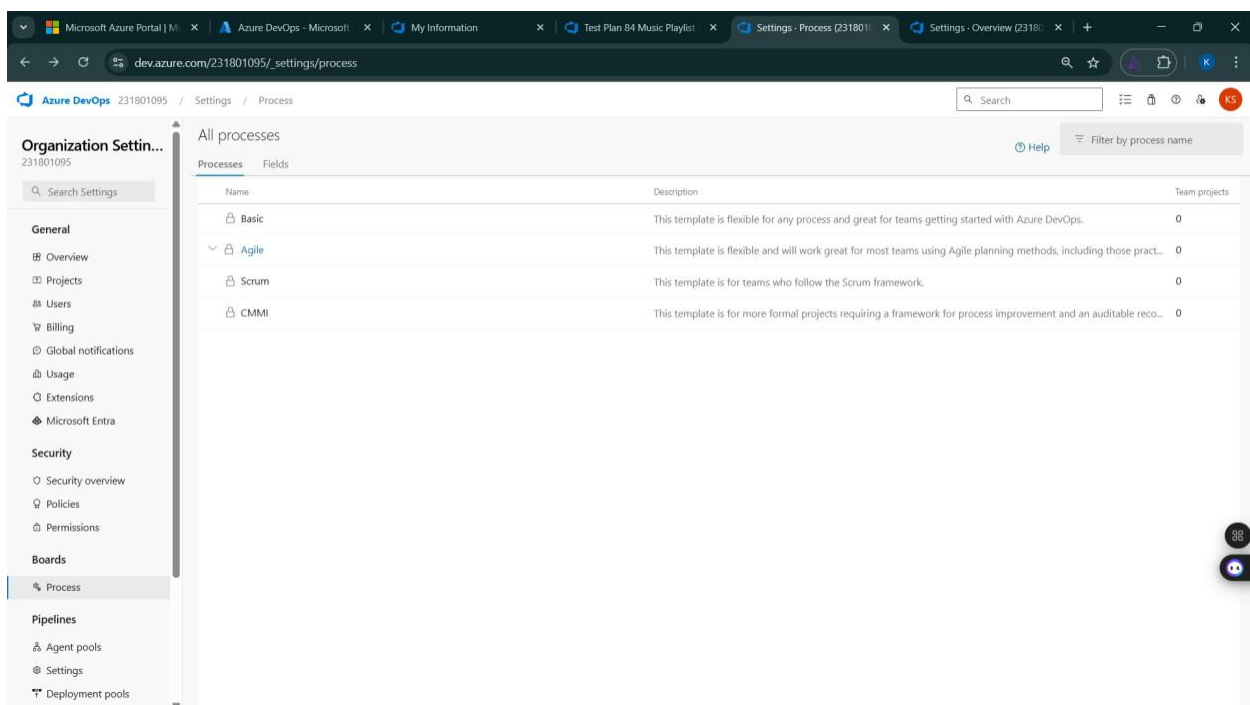 Microsoft Azure Portal | Mi
Azure DevOps - Microsoft
My Information
Test Plan 84 Music Playlist
Settings · Process (231801
Settings · Overview (23180
dev.azure.com/231801095/_settings/process
K
Azure DevOps 231801095 / Settings / Process
Search
KS
Organization Settin...
231801095
Search Settings
General
Overview
Projects
Users
Billing
Global notifications
Usage
Extensions
Microsoft Entra
Security
Security overview
Policies
Permissions
Boards
Process
Pipelines
Agent pools
Settings
Deployment pools
All processes
Help
Filter by process name
Processes Fields
Name Description Team projects
Basic This template is flexible for any process and great for teams getting started with Azure DevOps. 0
Agile This template is flexible and will work great for most teams using Agile planning methods, including those pract... 0
Scrum This template is for teams who follow the Scrum framework. 0
CMMI This template is for more formal projects requiring a framework for process improvement and an auditable reco... 0